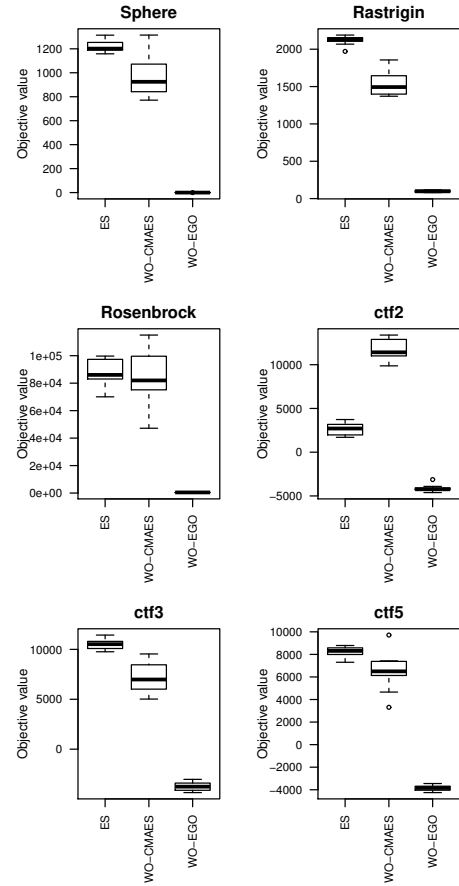 Sphere
Objective value
1200
1000
800
600
400
200
0
ES
WO−CMAES
WO−EGO
Rastrigin
Objective value
2000
1500
1000
500
0
ES
WO−CMAES
WO−EGO
Rosenbrock
Objective value
1e+05
8e+04
6e+04
4e+04
2e+04
0e+00
ES
WO−CMAES
WO−EGO
ctf2
Objective value
10000
5000
0
−5000
ES
WO−CMAES
WO−EGO
ctf3
Objective value
10000
5000
0
ES
WO−CMAES
WO−EGO
ctf5
Objective value
10000
8000
6000
4000
2000
0
−2000
−4000
ES
WO−CMAES
WO−EGO